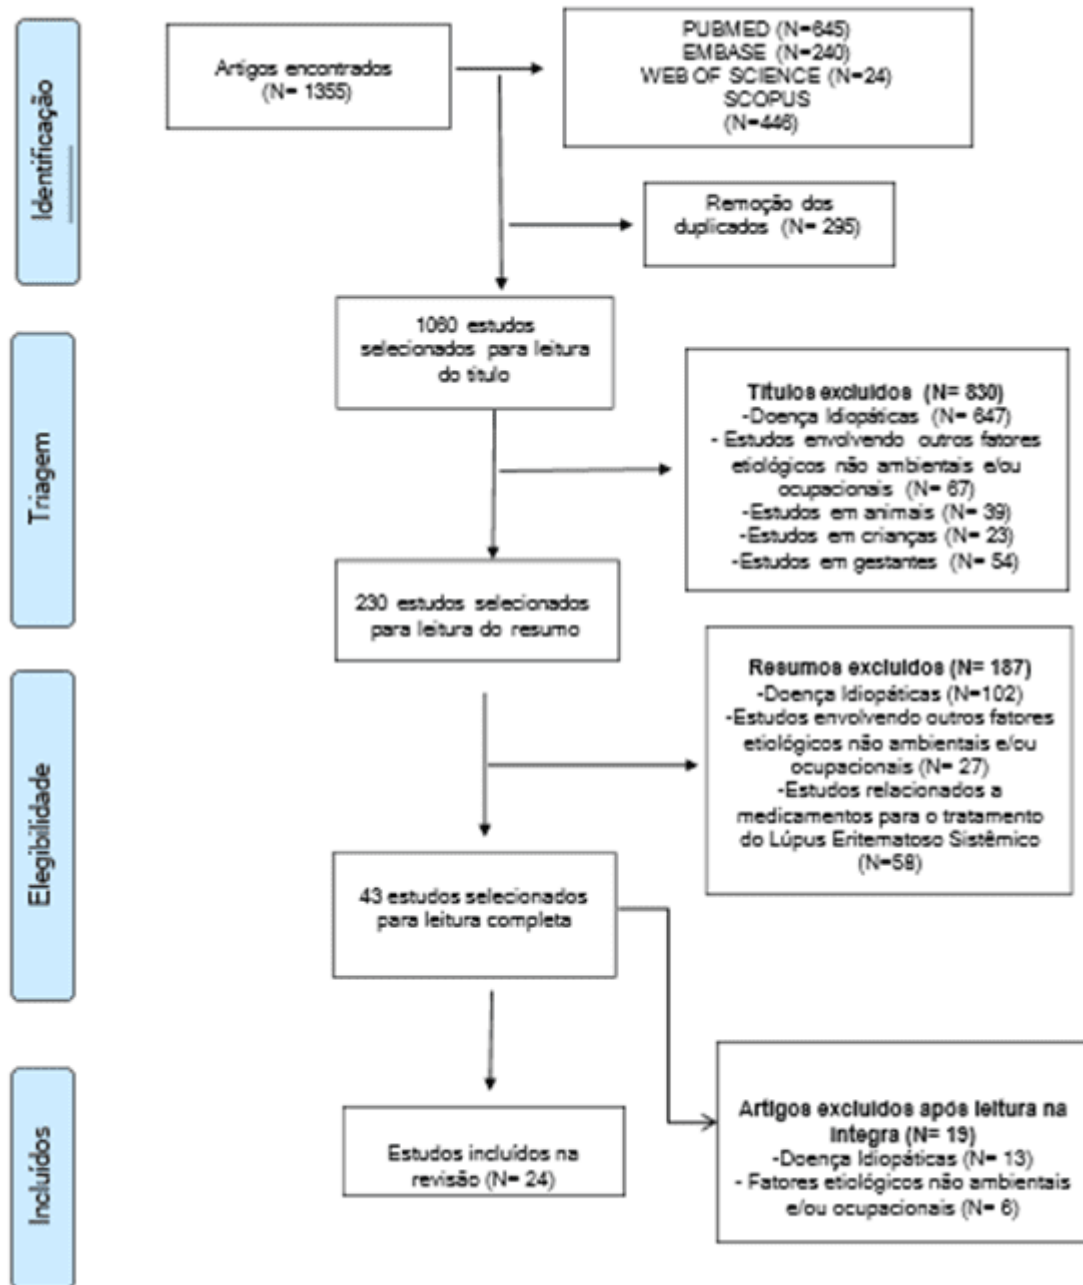 Identificação
Artigos encontrados
(N= 1355)
PUBMED (N=645)
EMBASE (N=240)
WEB OF SCIENCE (N=24)
SCOPUS
(N=446)
Remoção dos
duplicados (N= 295)
1060 estudos
selecionados para leitura
do título
Triagem
Títulos excluídos (N= 830)
-Doença Idiopáticas (N= 647)
- Estudos envolvendo outros fatores
etiológicos não ambientais e/ou
ocupacionais (N= 67)
-Estudos em animais (N= 39)
-Estudos em crianças (N= 23)
-Estudos em gestantes (N= 54)
230 estudos selecionados
para leitura do resumo
Elegibilidade
Resumos excluídos (N= 187)
-Doença Idiopáticas (N=102)
-Estudos envolvendo outros fatores
etiológicos não ambientais e/ou
ocupacionais (N= 27)
-Estudos relacionados a
medicamentos para o tratamento
do Lúpus Eritematoso Sistêmico
(N=58)
43 estudos selecionados
para leitura completa
Incluídos
Artigos excluídos após leitura na
íntegra (N= 19)
-Doença Idiopáticas (N= 13)
- Fatores etiológicos não ambientais
e/ou ocupacionais (N= 6)
Estudos incluídos na
revisão (N= 24)